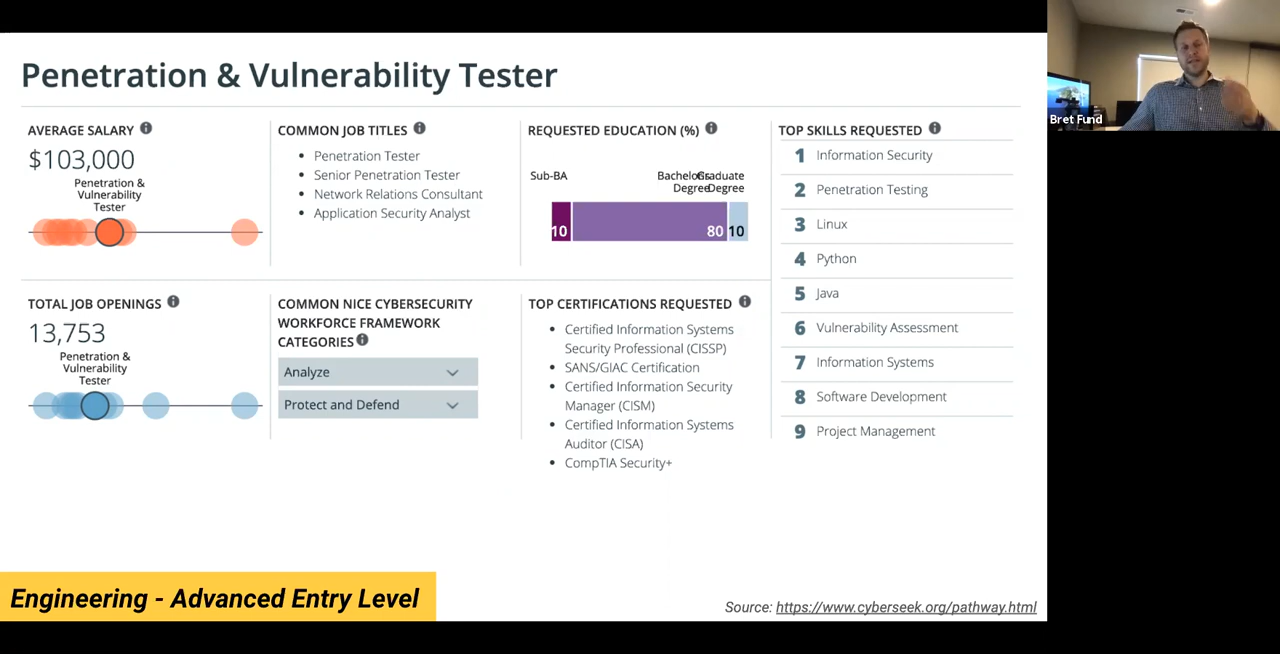 Penetration & Vulnerability Tester
AVERAGE SALARY
$103,000
Penetration &
Vulnerability
Tester
COMMON JOB TITLES
Penetration Tester
Senior Penetration Tester
Network Relations Consultant
Application Security Analyst
REQUESTED EDUCATION (%)
Sub-BA
Bachelors
Degree
Graduate
Degree
10
80
10
TOTAL JOB OPENINGS
13,753
Penetration &
Vulnerability
Tester
COMMON NICE CYBERSECURITY
WORKFORCE FRAMEWORK
CATEGORIES
Analyze
Protect and Defend
TOP CERTIFICATIONS REQUESTED
Certified Information Systems
Security Professional (CISSP)
SANS/GIAC Certification
Certified Information Security
Manager (CISM)
Certified Information Systems
Auditor (CISA)
CompTIA Security+
TOP SKILLS REQUESTED
1 Information Security
2 Penetration Testing
3 Linux
4 Python
5 Java
6 Vulnerability Assessment
7 Information Systems
8 Software Development
9 Project Management
Engineering - Advanced Entry Level
Source: https://www.cyberseek.org/pathway.html
Bret Fund